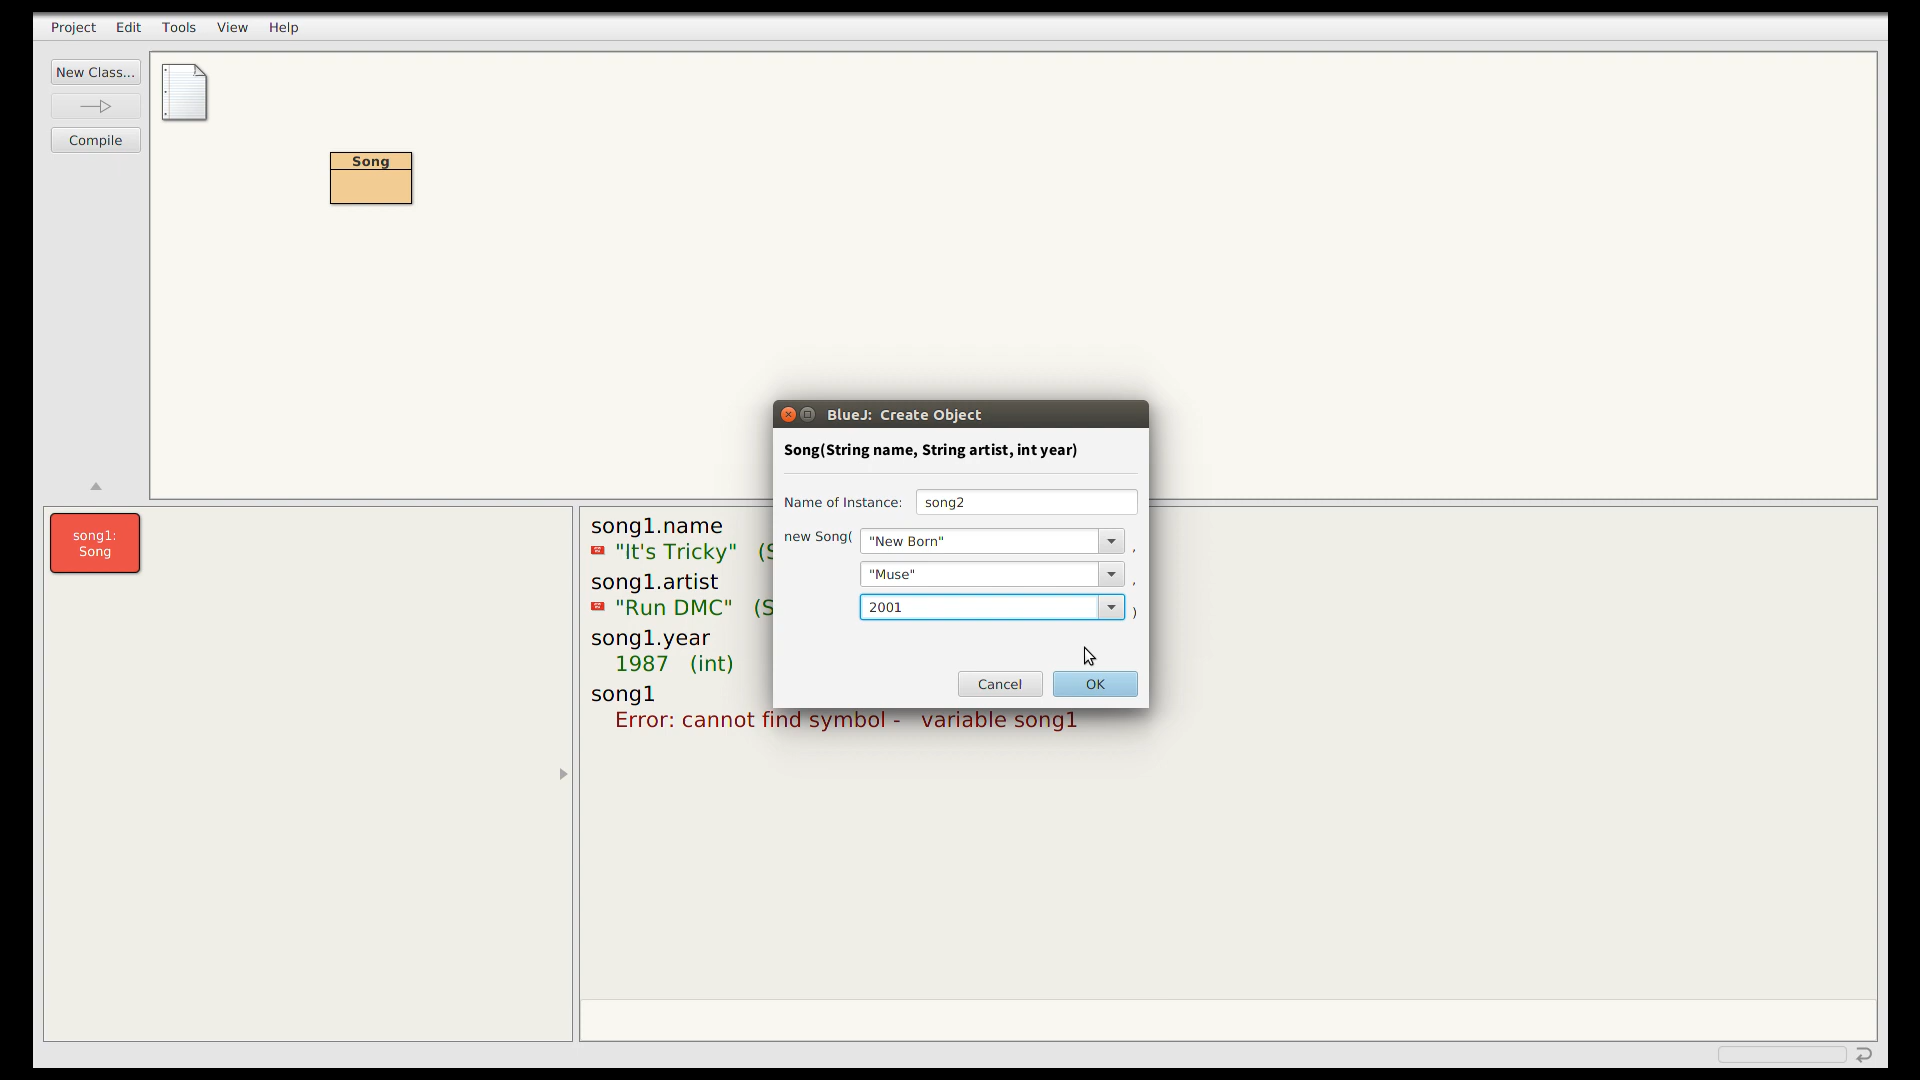 Project Edit Tools View Help
New Class...
Compile
Song
BlueJ: Create Object
Song(String name, String artist, int year)
Name of Instance: song2
new Song( "New Born" ,
"Muse" ,
2001 )
Cancel OK
song1:
Song
song1.name
"It's Tricky" (S
song1.artist
"Run DMC" (S
song1.year
1987 (int)
song1
Error: cannot find symbol - variable song1